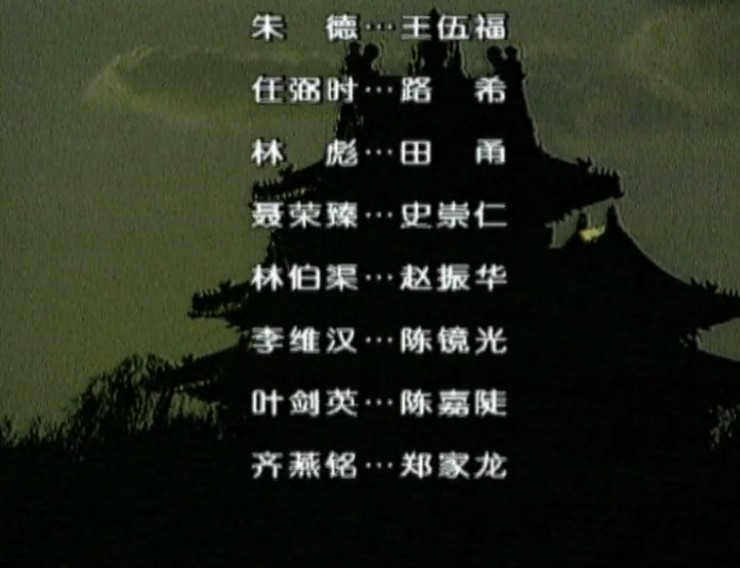 朱　德…王伍福
任弼时…路　希
林　彪…田　甬
聂荣臻…史崇仁
林伯渠…赵振华
李维汉…陈镜光
叶剑英…陈嘉陡
齐燕铭…郑家龙